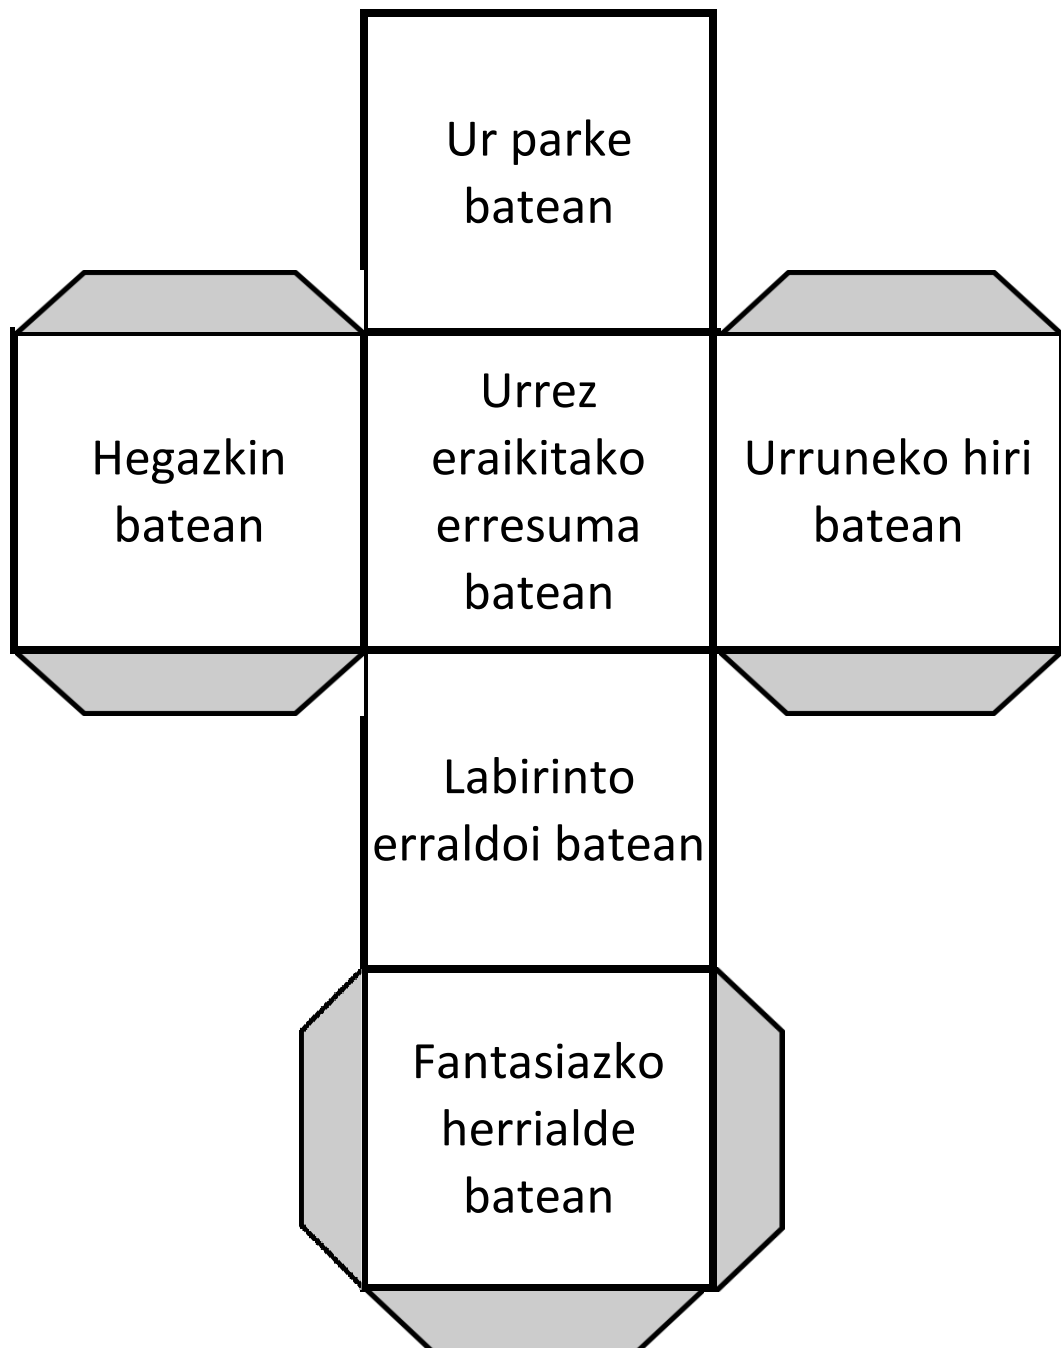 Ur parke
batean
Hegazkin
batean
Urrez
eraikitako
erresuma
batean
Urruneko hiri
batean
Labirinto
erraldoi batean
Fantasiazko
herrialde
batean